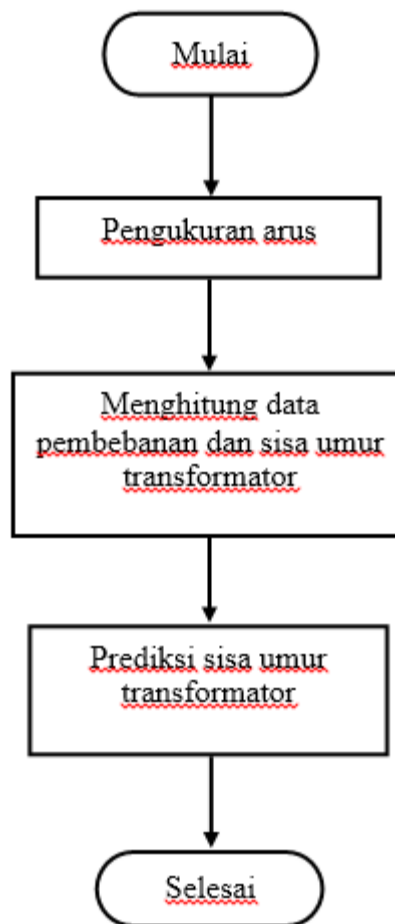 Mulai
Pengukuran arus
Menghitung data
pembebanan dan sisa umur
transformator
Prediksi sisa umur
transformator
Selesai